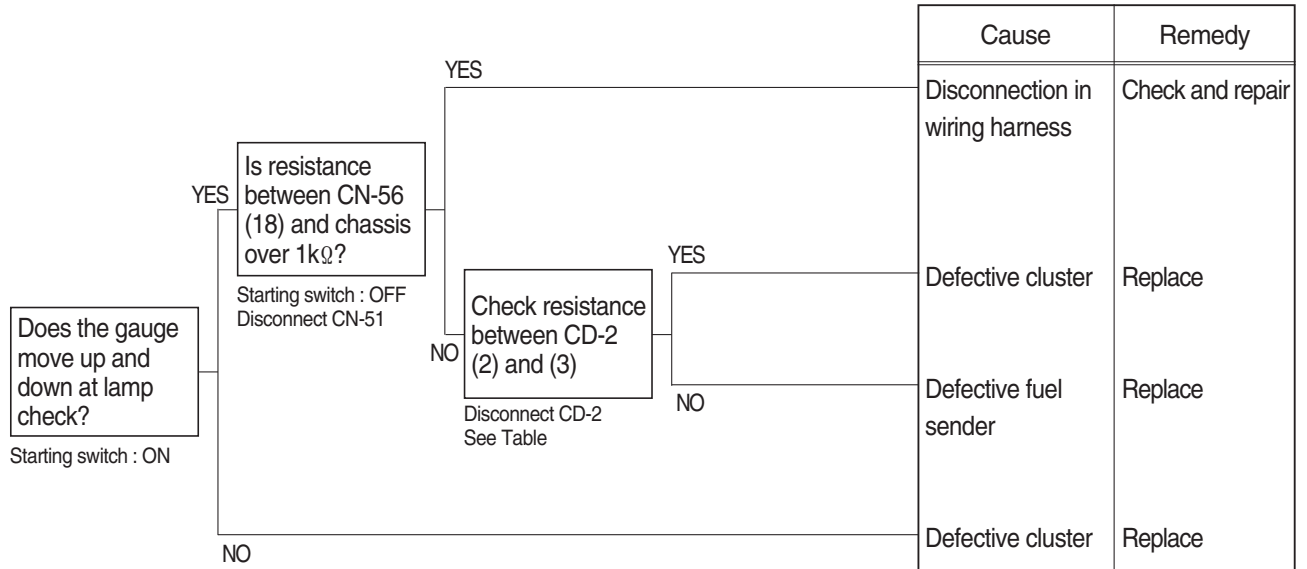 Cause
Remedy
YES
Disconnection in
wiring harness
Check and repair
YES
Is resistance
between CN-56
(18) and chassis
over 1kΩ?
Starting switch : OFF
Disconnect CN-51
YES
Defective cluster
Replace
Does the gauge
move up and
down at lamp
check?
Starting switch : ON
NO
Check resistance
between CD-2
(2) and (3)
Disconnect CD-2
See Table
NO
Defective fuel
sender
Replace
NO
Defective cluster
Replace